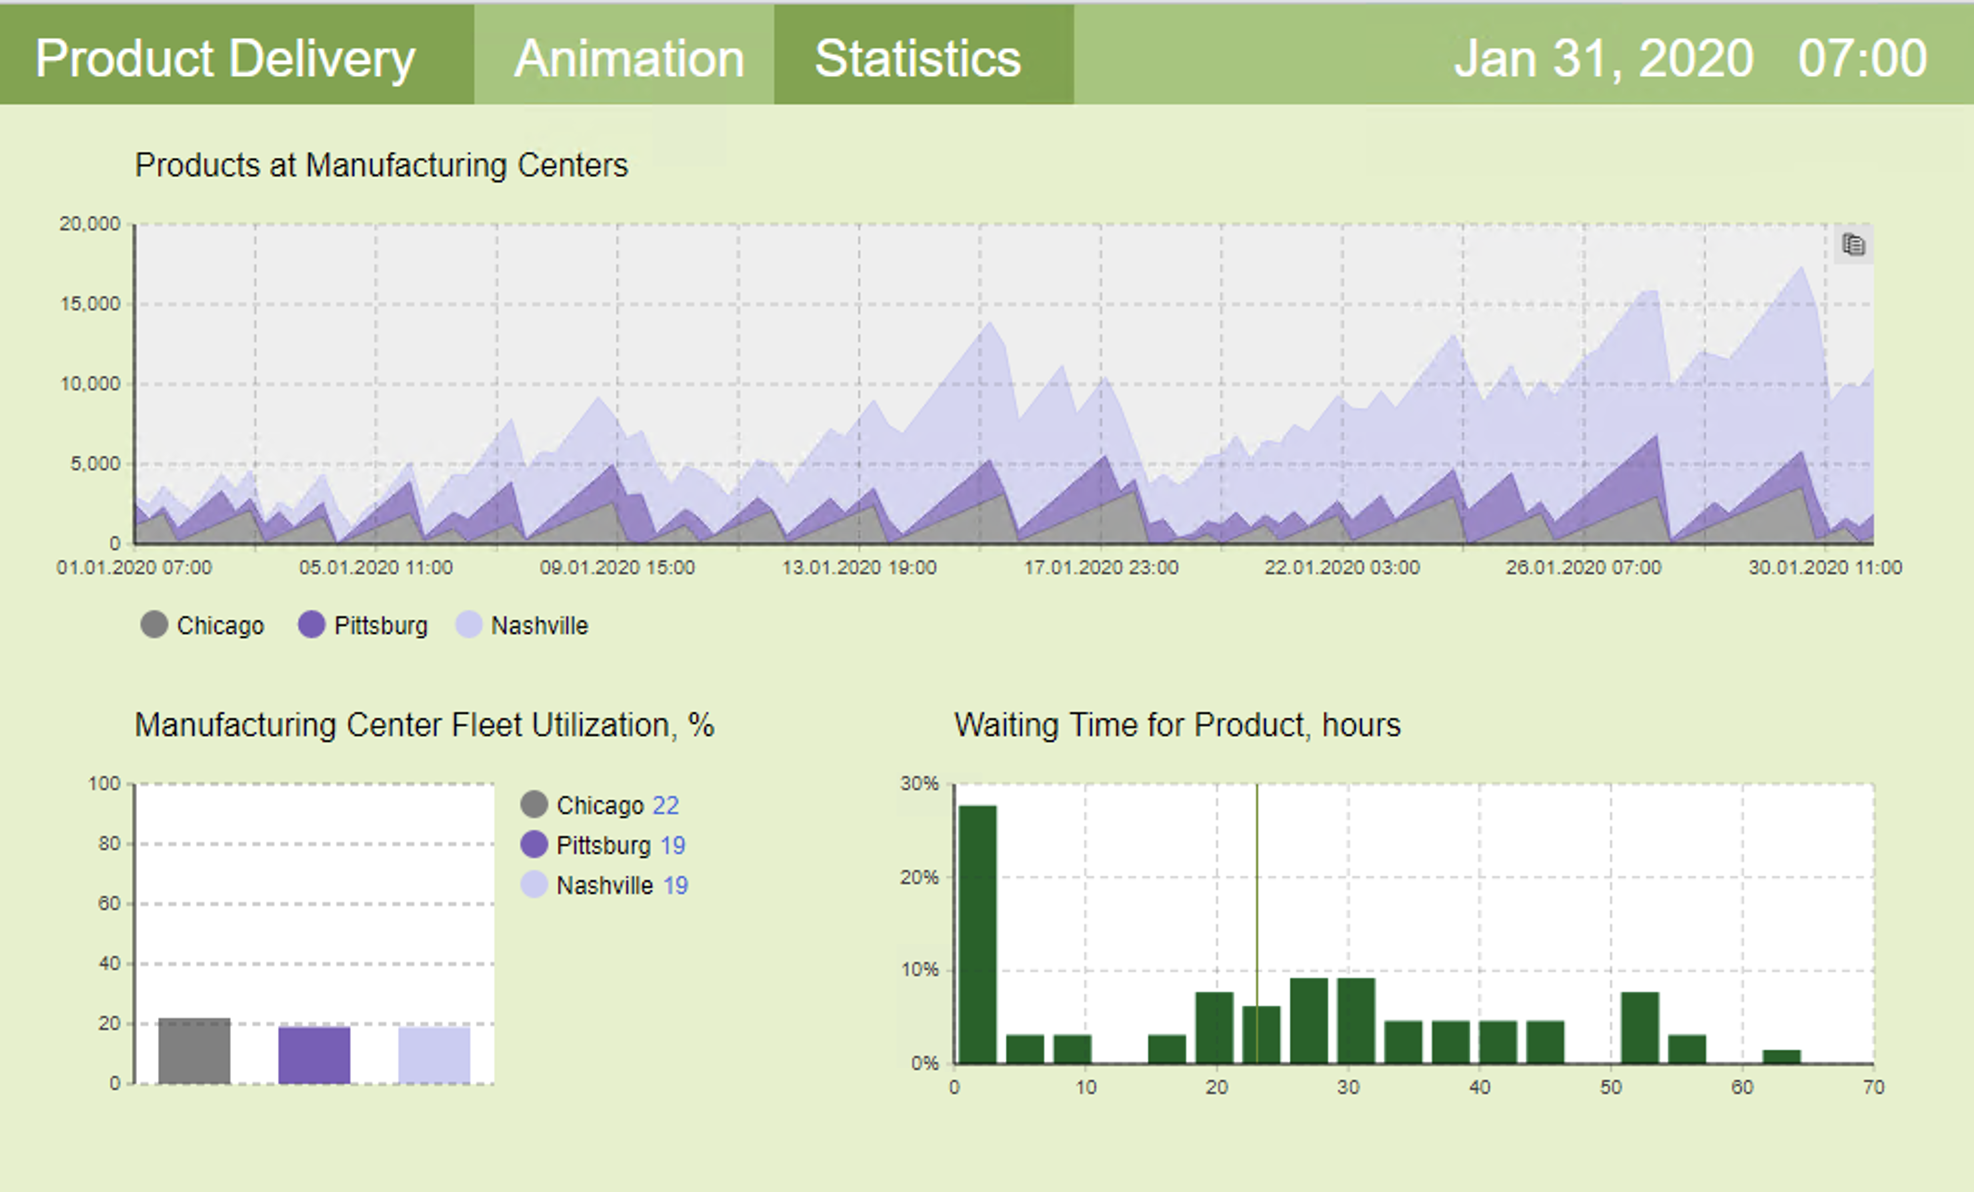 Product Delivery Animation Statistics Jan 31, 2020 07:00
Products at Manufacturing Centers
20,000
15,000
10,000
5,000
0
01.01.2020 07:00 05.01.2020 11:00 09.01.2020 15:00 13.01.2020 19:00 17.01.2020 23:00 22.01.2020 03:00 26.01.2020 07:00 30.01.2020 11:00
Chicago Pittsburg Nashville
Manufacturing Center Fleet Utilization, %
100
80
60
40
20
0
Chicago 22
Pittsburg 19
Nashville 19
Waiting Time for Product, hours
30%
20%
10%
0%
0 10 20 30 40 50 60 70